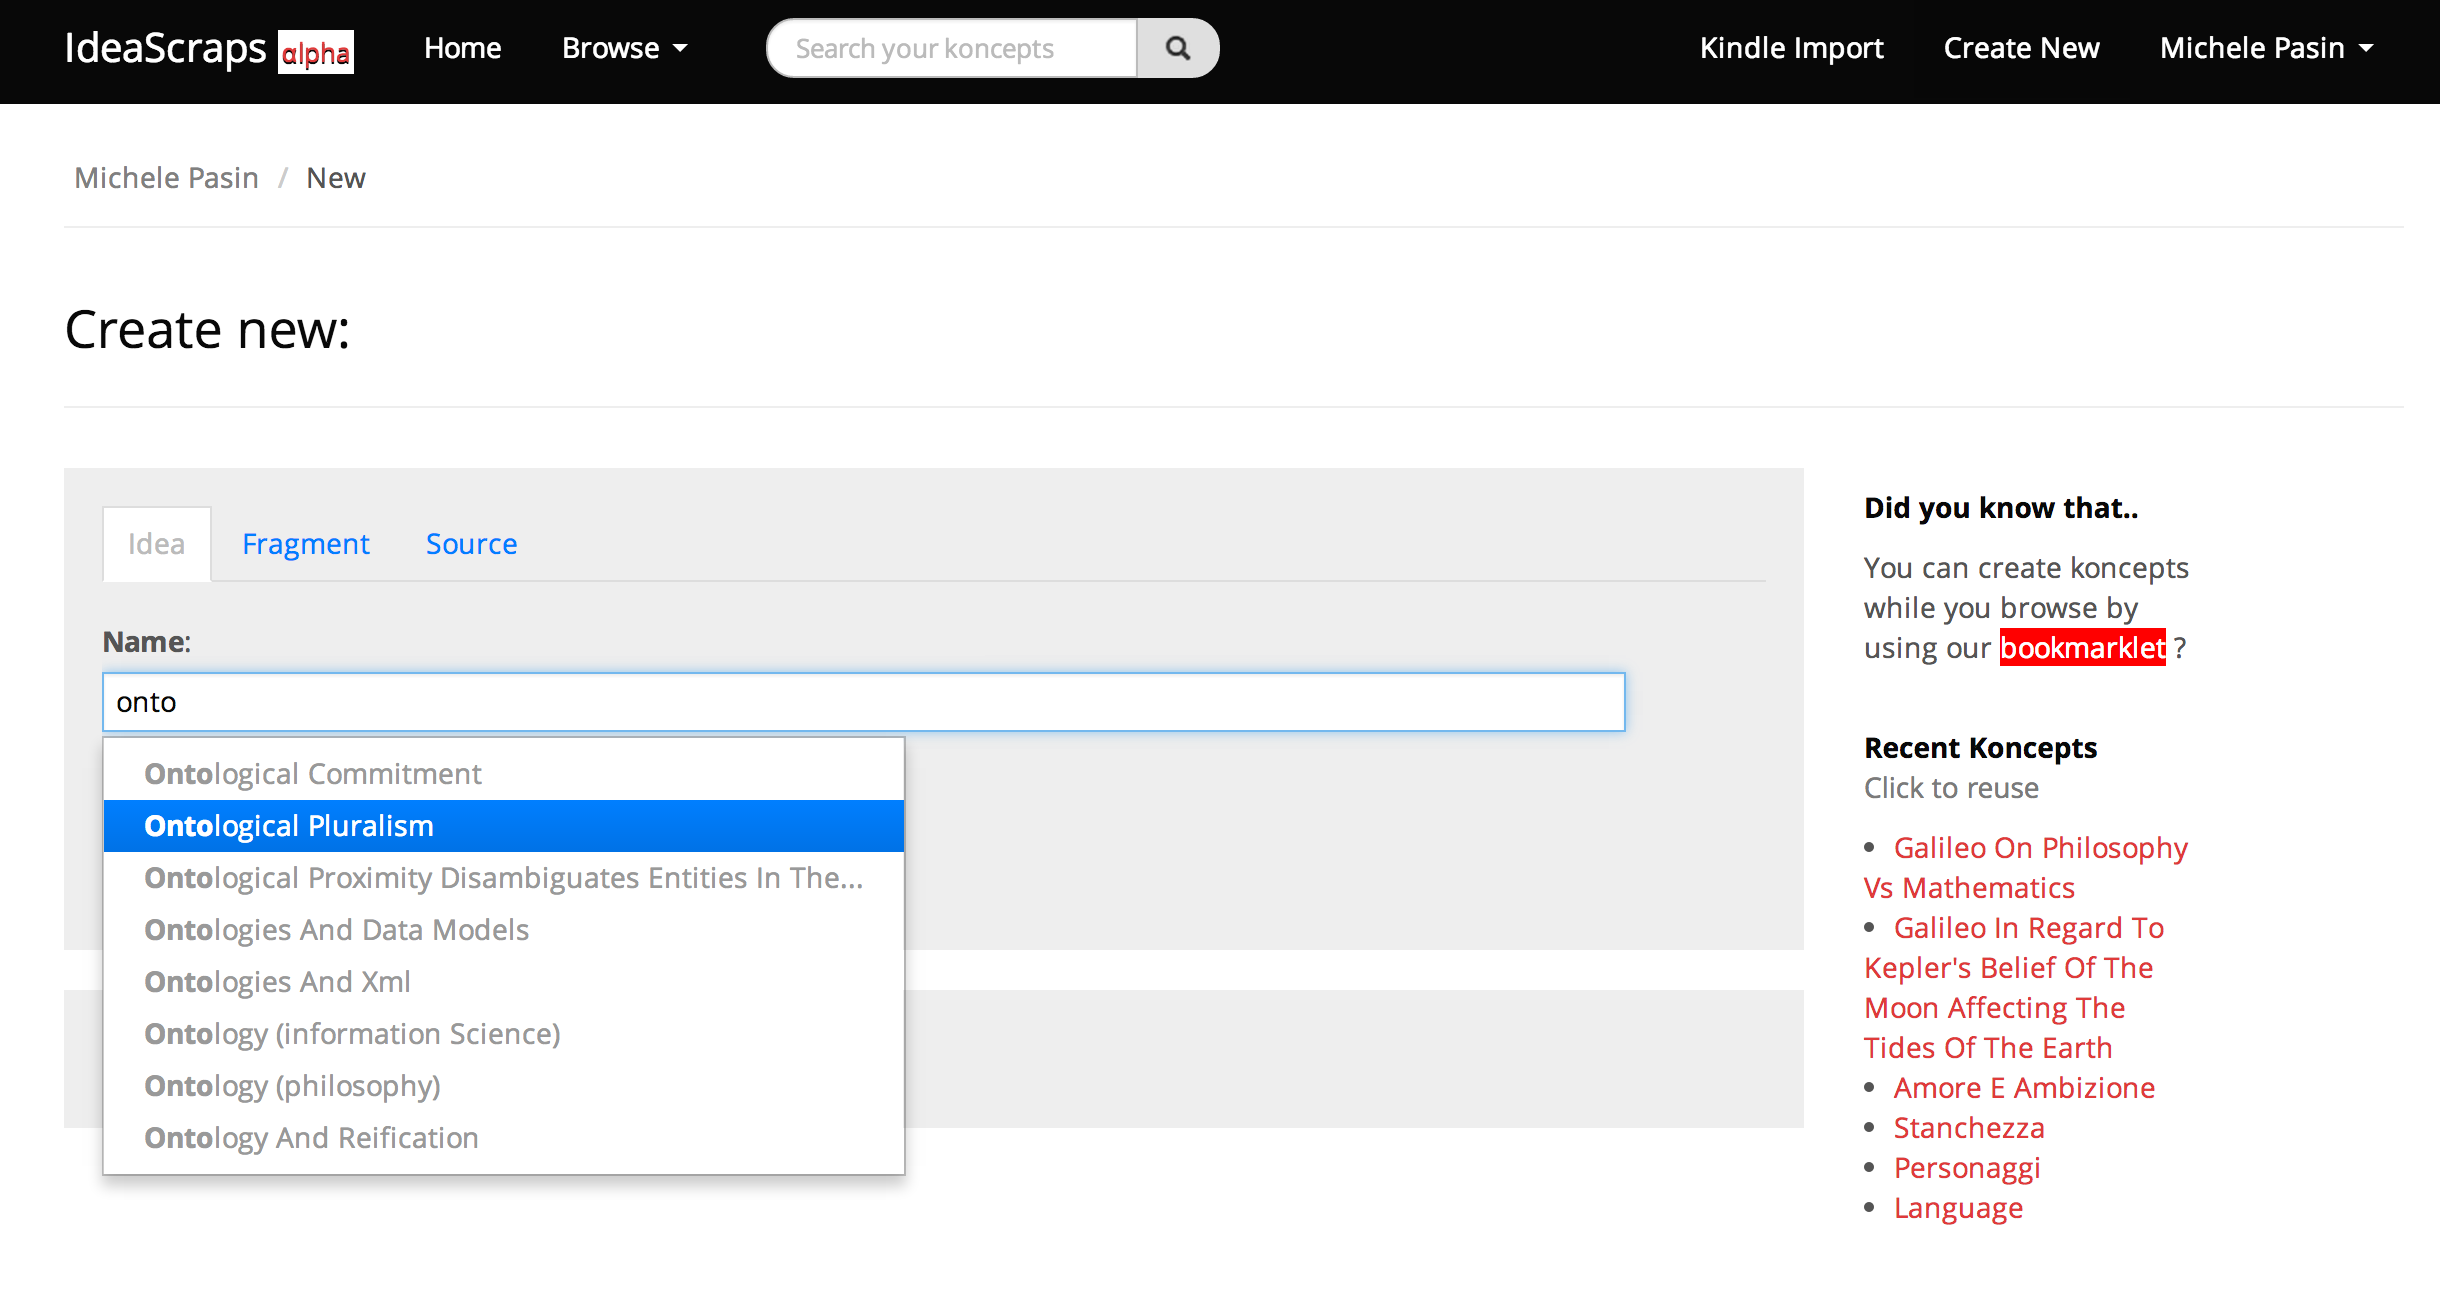 IdeaScraps alpha Home Browse Search your koncepts Kindle Import Create New Michele Pasin
Michele Pasin / New
Create new:
Idea Fragment Source
Name:
onto
Ontological Commitment
Ontological Pluralism
Ontological Proximity Disambiguates Entities In The...
Ontologies And Data Models
Ontologies And Xml
Ontology (information Science)
Ontology (philosophy)
Ontology And Reification
Did you know that..
You can create koncepts
while you browse by
using our bookmarklet ?
Recent Koncepts
Click to reuse
• Galileo On Philosophy
Vs Mathematics
• Galileo In Regard To
Kepler's Belief Of The
Moon Affecting The
Tides Of The Earth
• Amore E Ambizione
• Stanchezza
• Personaggi
• Language